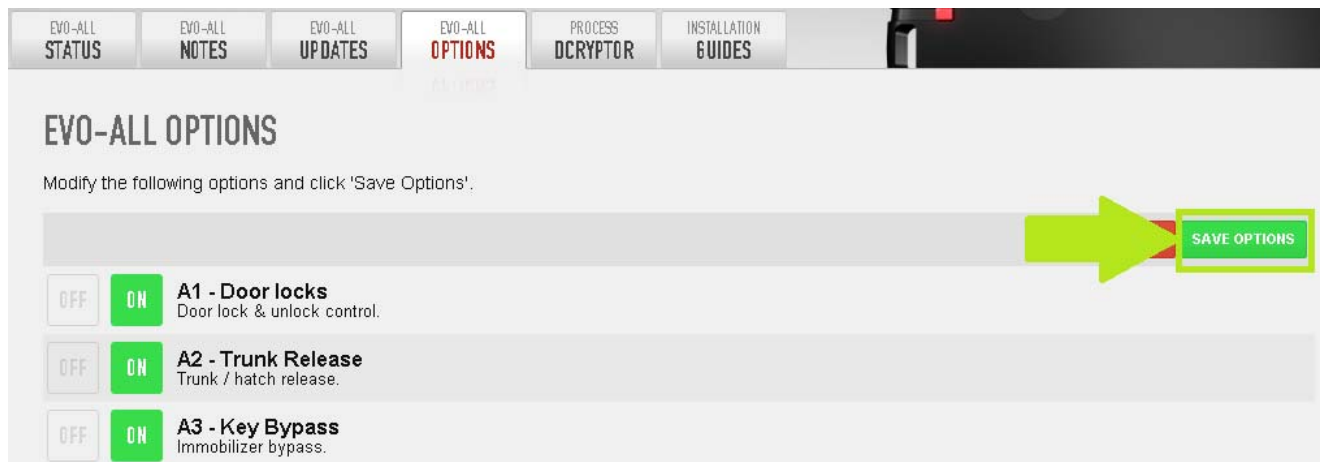 EVO-ALL
STATUS
EVO-ALL
NOTES
EVO-ALL
UPDATES
EVO-ALL
OPTIONS
PROCESS
DCRYPTOR
INSTALLATION
GUIDES
EVO-ALL OPTIONS
Modify the following options and click 'Save Options'.
SAVE OPTIONS
OFF ON A1 - Door locks
Door lock & unlock control.
OFF ON A2 - Trunk Release
Trunk / hatch release.
OFF ON A3 - Key Bypass
Immobilizer bypass.